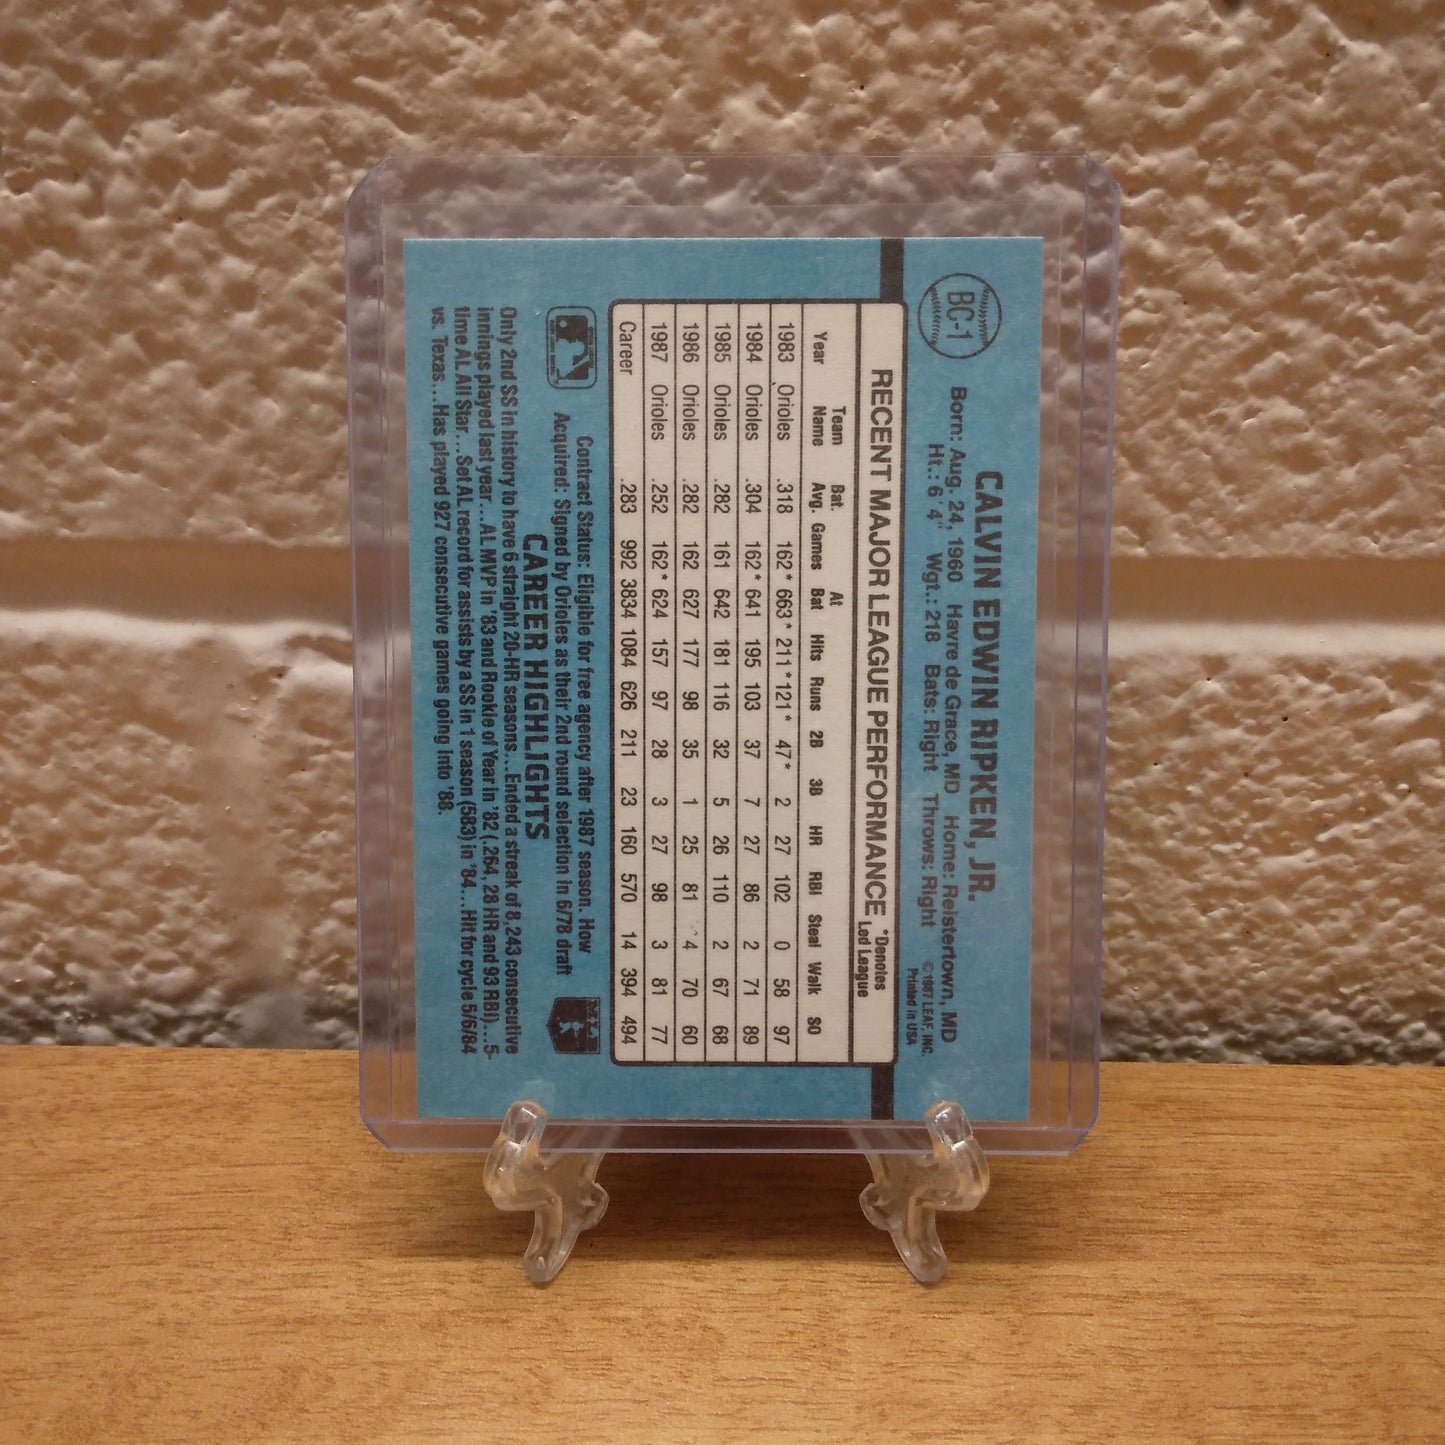 BC-1
CALVIN EDWIN RIPKEN, JR.
Born: Aug. 24, 1960 Havre de Grace, MD Home: Reistertown, MD
Ht.: 6' 4" Wgt.: 218 Bats: Right Throws: Right
©1987 LEAF, INC.
Printed in USA
RECENT MAJOR LEAGUE PERFORMANCE *Denotes Led League
Year Team Name Bat. Avg. Games At Bat Hits Runs 2B 3B HR RBI Steal Walk SO
1983 Orioles .318 162* 663* 211* 121* 47* 2 27 102 0 58 97
1984 Orioles .304 162* 641 195 103 37 7 27 86 2 71 89
1985 Orioles .282 161 642 181 116 32 5 26 110 2 67 68
1986 Orioles .282 162 627 177 98 35 1 25 81 4 70 60
1987 Orioles .252 162* 624 157 97 28 3 27 98 3 81 77
Career .283 992 3834 1084 626 211 23 160 570 14 394 494
Contract Status: Eligible for free agency after 1987 season. How
Acquired: Signed by Orioles as their 2nd round selection in 6/78 draft
CAREER HIGHLIGHTS
Only 2nd SS in history to have 6 straight 20-HR seasons...Ended a streak of 8,243 consecutive
innings played last year...AL MVP in '83 and Rookie of Year in '82 (.264, 28 HR and 93 RBI)...5-
time AL All Star...Set AL record for assists by a SS in 1 season (583) in '84...Hit for cycle 5/6/84
vs. Texas...Has played 927 consecutive games going into '88.